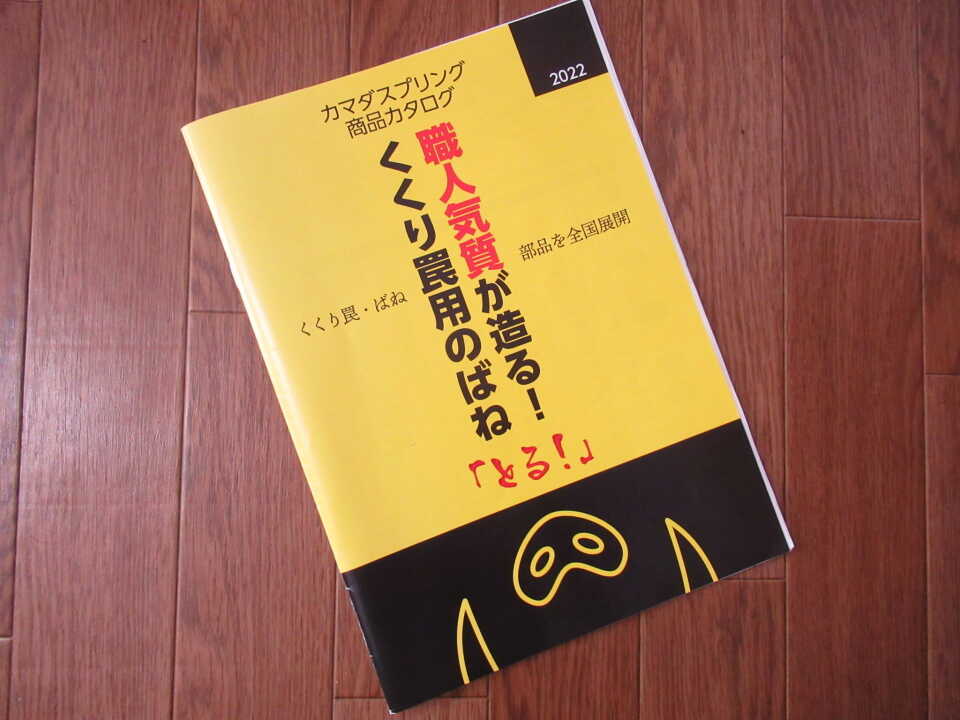 2022
カマダスプリング
商品カタログ
職人気質が造る!
くくり罠用のばね
部品を全国展開
くくり罠・ばね
「とる!」